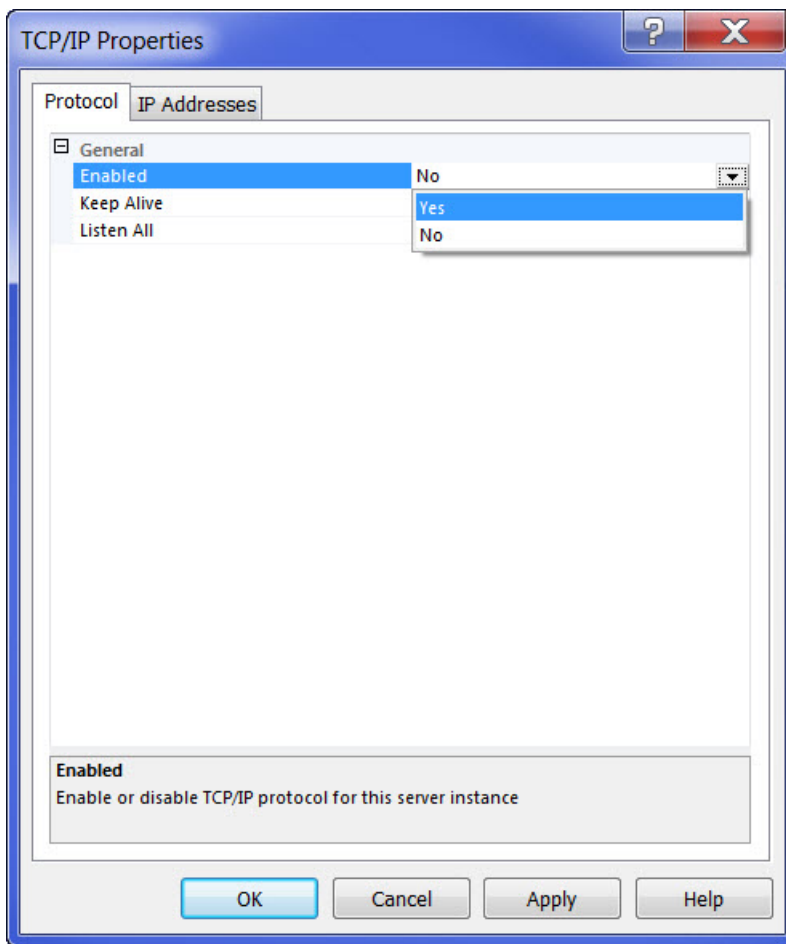 TCP/IP Properties
Protocol
IP Addresses
General
Enabled No
Keep Alive Yes
Listen All No
Enabled
Enable or disable TCP/IP protocol for this server instance
OK Cancel Apply Help